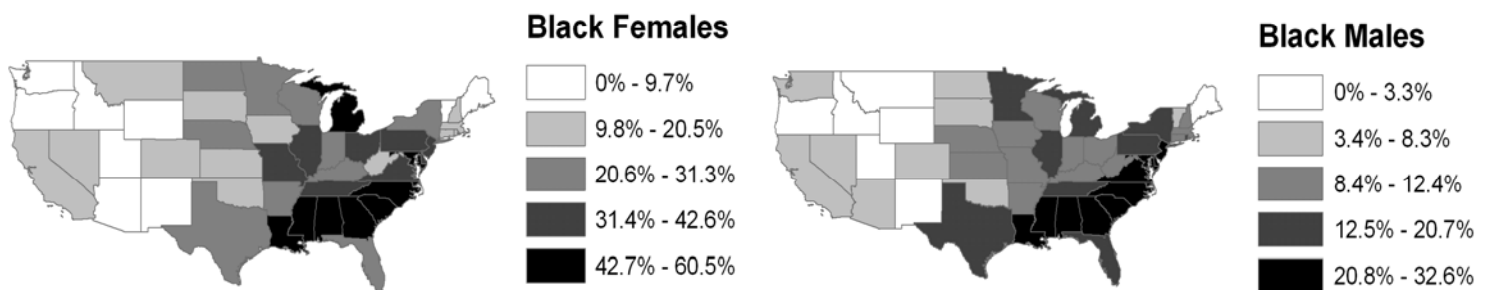 Black Females
0% - 9.7%
9.8% - 20.5%
20.6% - 31.3%
31.4% - 42.6%
42.7% - 60.5%
Black Males
0% - 3.3%
3.4% - 8.3%
8.4% - 12.4%
12.5% - 20.7%
20.8% - 32.6%